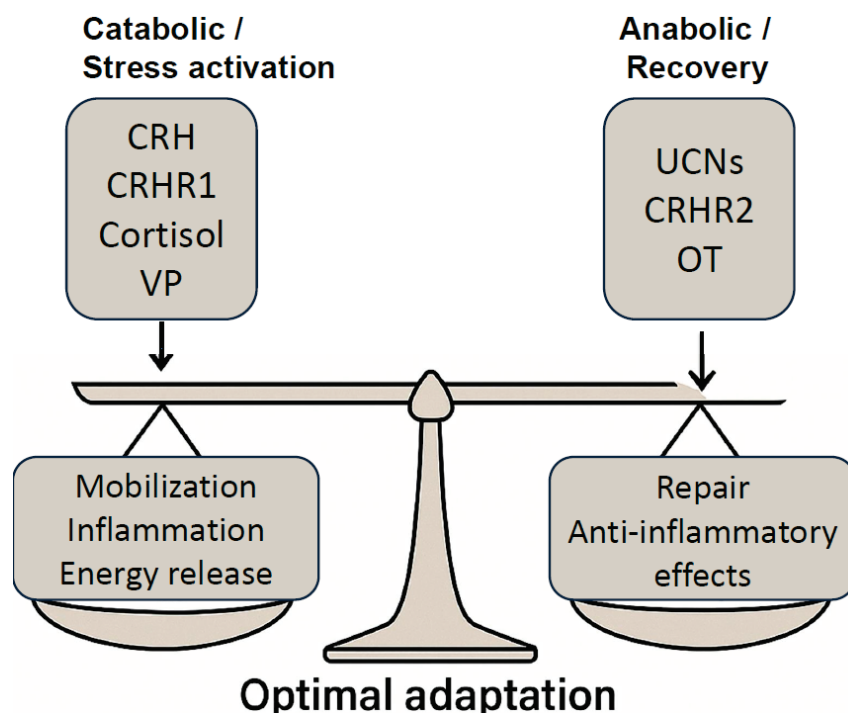 Catabolic /
Stress activation
Anabolic /
Recovery
CRH
CRHR1
Cortisol
VP
UCNs
CRHR2
OT
Mobilization
Inflammation
Energy release
Repair
Anti-inflammatory
effects
Optimal adaptation